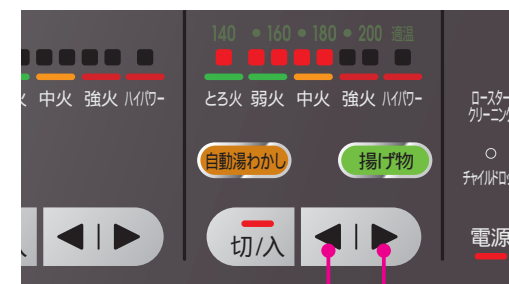 140 • 160 • 180 • 200 適温
火 中火 強火 ハイパワー
とろ火 弱火 中火 強火 ハイパワー
ロースター
クリーニング
自動湯わかし
揚げ物
チャイルドロック
切/入
電源